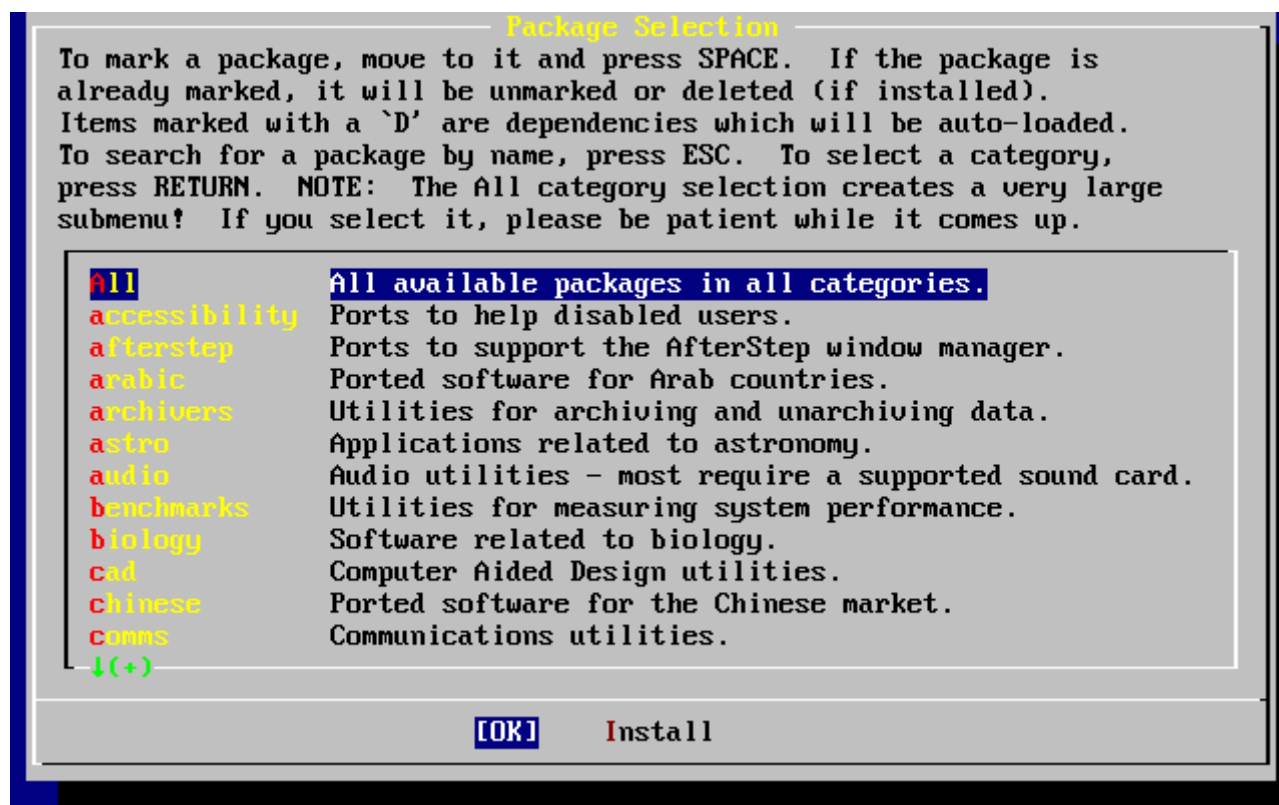 Package Selection
To mark a package, move to it and press SPACE.  If the package is
already marked, it will be unmarked or deleted (if installed).
Items marked with a `D' are dependencies which will be auto-loaded.
To search for a package by name, press ESC.  To select a category,
press RETURN.  NOTE:  The All category selection creates a very large
submenu!  If you select it, please be patient while it comes up.
All All available packages in all categories.
accessibility Ports to help disabled users.
afterstep Ports to support the AfterStep window manager.
arabic Ported software for Arab countries.
archivers Utilities for archiving and unarchiving data.
astro Applications related to astronomy.
audio Audio utilities - most require a supported sound card.
benchmarks Utilities for measuring system performance.
biology Software related to biology.
cad Computer Aided Design utilities.
chinese Ported software for the Chinese market.
comms Communications utilities.
↓(+)
[OK] Install